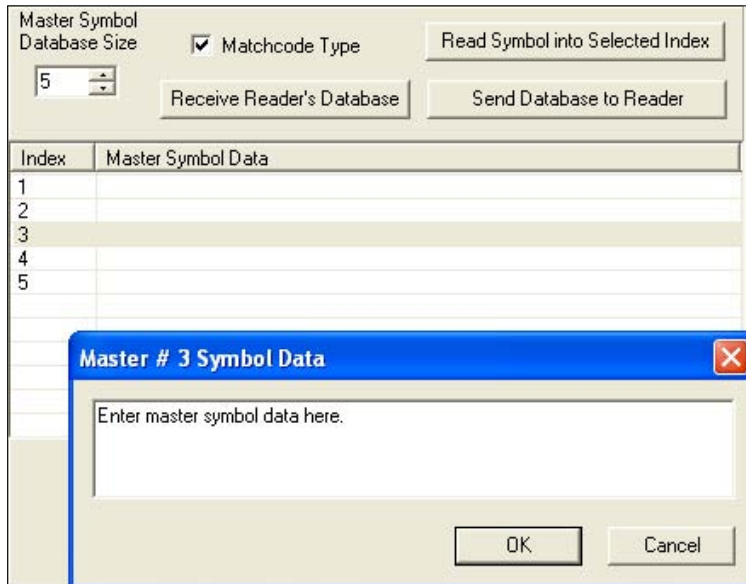 Master Symbol
Database Size
5
Matchcode Type
Read Symbol into Selected Index
Receive Reader's Database
Send Database to Reader
Index Master Symbol Data
1
2
3
4
5
Master # 3 Symbol Data
Enter master symbol data here.
OK Cancel